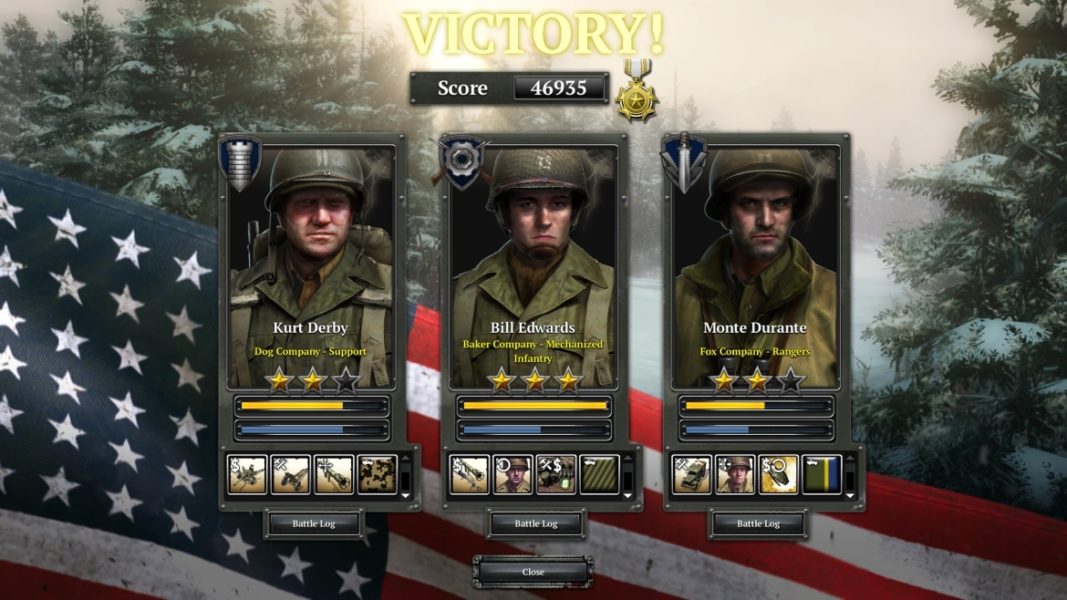 VICTORY!
Score 46935
Kurt Derby
Dog Company - Support
Bill Edwards
Baker Company - Mechanized
Infantry
Monte Durante
Fox Company - Rangers
Battle Log
Battle Log
Battle Log
Close